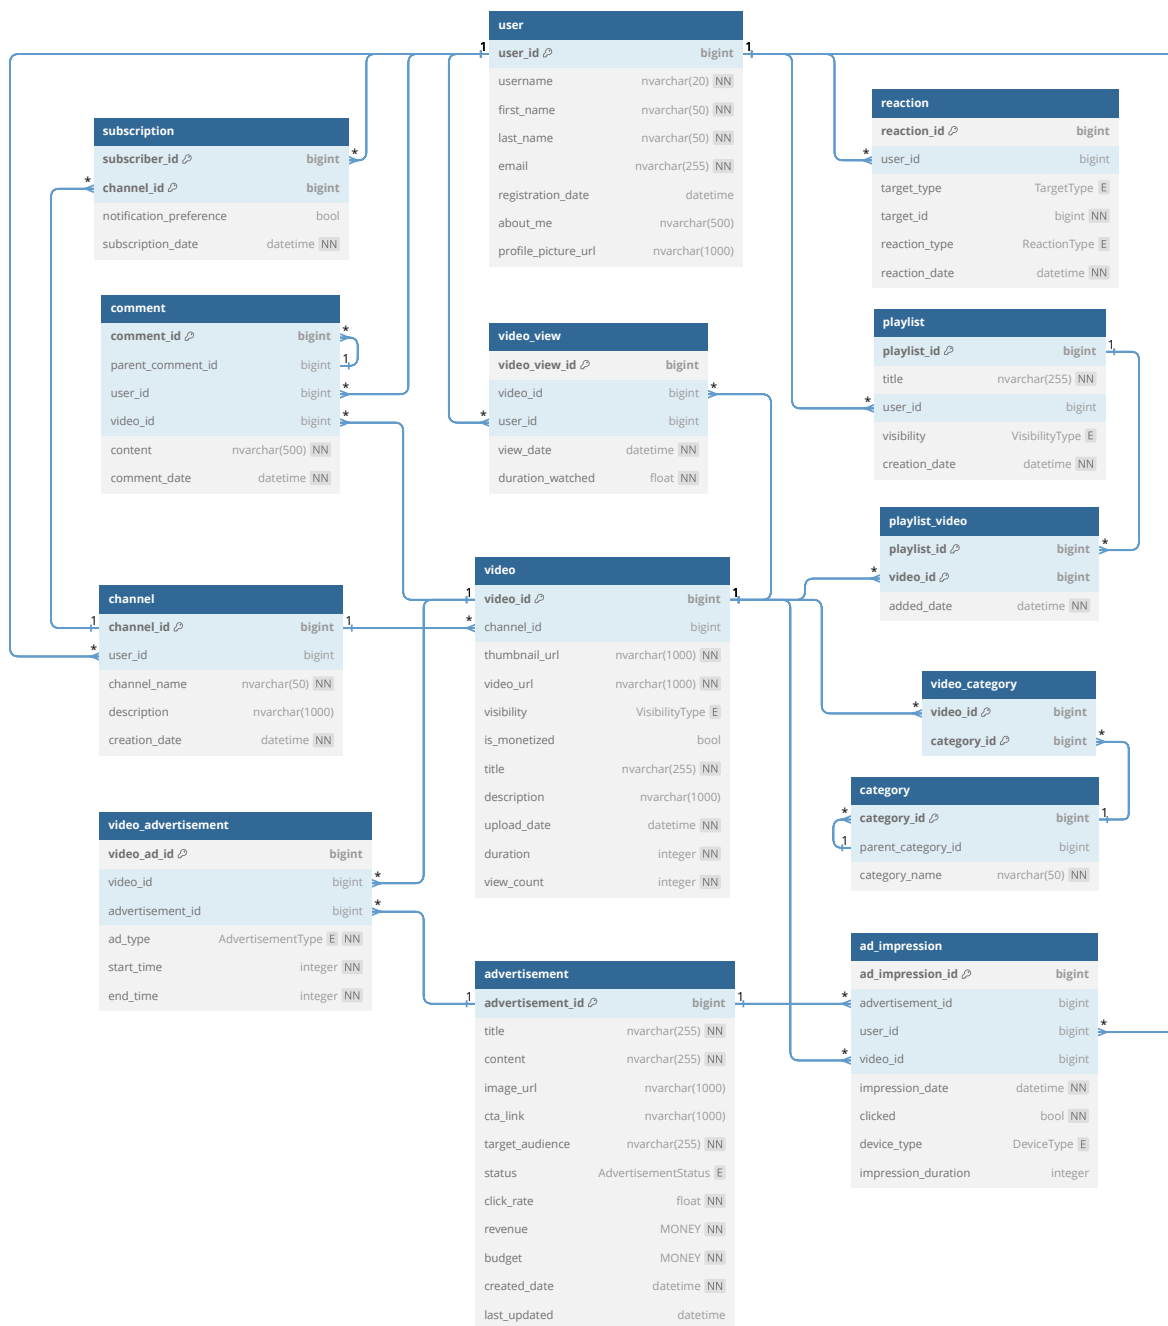 user
user_id bigint
username nvarchar(20) NN
first_name nvarchar(50) NN
last_name nvarchar(50) NN
email nvarchar(255) NN
registration_date datetime
about_me nvarchar(500)
profile_picture_url nvarchar(1000)
1
1
subscription
subscriber_id bigint *
* channel_id bigint
notification_preference bool
subscription_date datetime NN
reaction
reaction_id bigint
* user_id bigint
target_type TargetType E
target_id bigint NN
reaction_type ReactionType E
reaction_date datetime NN
comment
comment_id bigint *
parent_comment_id bigint 1
user_id bigint *
video_id bigint *
content nvarchar(500) NN
comment_date datetime NN
video_view
video_view_id bigint
video_id bigint *
* user_id bigint
view_date datetime NN
duration_watched float NN
playlist
playlist_id bigint 1
title nvarchar(255) NN
* user_id bigint
visibility VisibilityType E
creation_date datetime NN
playlist_video
playlist_id bigint *
* video_id bigint
added_date datetime NN
channel
1 channel_id bigint 1
* user_id bigint
channel_name nvarchar(50) NN
description nvarchar(1000)
creation_date datetime NN
video
1 video_id bigint 1
* channel_id bigint
thumbnail_url nvarchar(1000) NN
video_url nvarchar(1000) NN
visibility VisibilityType E
is_monetized bool
title nvarchar(255) NN
description nvarchar(1000)
upload_date datetime NN
duration integer NN
view_count integer NN
video_category
* video_id bigint
category_id bigint *
category
* category_id bigint 1
1 parent_category_id bigint
category_name nvarchar(50) NN
video_advertisement
video_ad_id bigint
video_id bigint *
advertisement_id bigint *
ad_type AdvertisementType E NN
start_time integer NN
end_time integer NN
advertisement
1 advertisement_id bigint 1
title nvarchar(255) NN
content nvarchar(255) NN
image_url nvarchar(1000)
cta_link nvarchar(1000)
target_audience nvarchar(255) NN
status AdvertisementStatus E
click_rate float NN
revenue MONEY NN
budget MONEY NN
created_date datetime NN
last_updated datetime
ad_impression
ad_impression_id bigint
* advertisement_id bigint
user_id bigint *
* video_id bigint
impression_date datetime NN
clicked bool NN
device_type DeviceType E
impression_duration integer